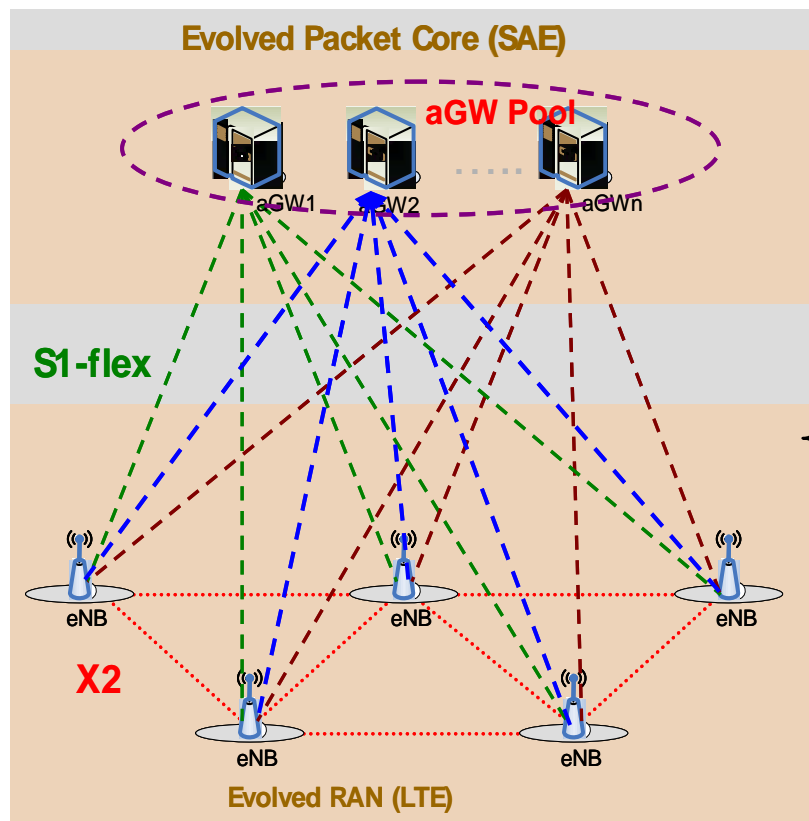 Evolved Packet Core (SAE)
aGW Pool
.....
aGW1
aGW2
aGWn
S1-flex
eNB
eNB
eNB
X2
eNB
eNB
Evolved RAN (LTE)